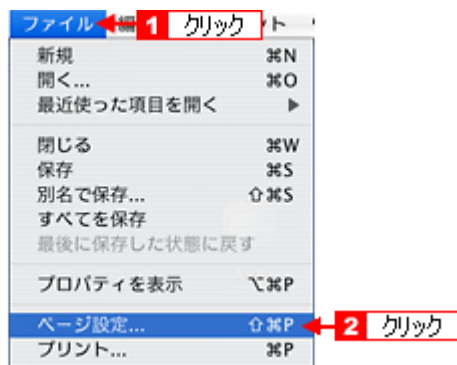 ファイル 1 クリック ット
新規 ⌘N
開く... ⌘O
最近使った項目を開く ▶
閉じる ⌘W
保存 ⌘S
別名で保存... ⇧⌘S
すべてを保存
最後に保存した状態に戻す
プロパティを表示 ⌥⌘P
ページ設定... ⇧⌘P 2 クリック
プリント... ⌘P